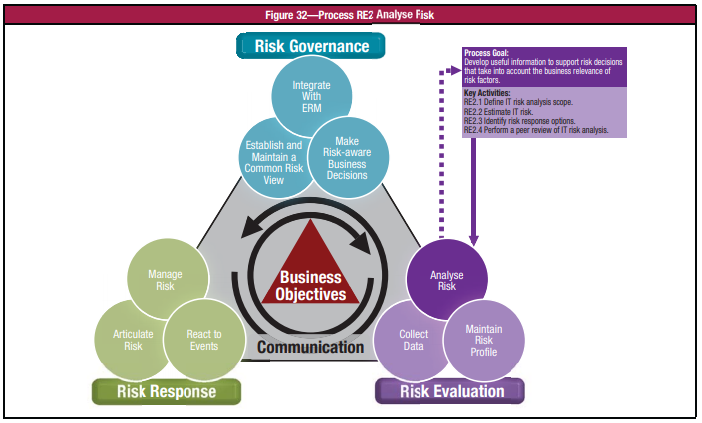 Figure 32—Process RE2 Analyse Risk
Risk Governance
Integrate
With
ERM
Establish and
Maintain a
Common Risk
View
Make
Risk-aware
Business
Decisions
Process Goal:
Develop useful information to support risk decisions
that take into account the business relevance of
risk factors.
Key Activities:
RE2.1 Define IT risk analysis scope.
RE2.2 Estimate IT risk.
RE2.3 Identify risk response options.
RE2.4 Perform a peer review of IT risk analysis.
Business
Objectives
Communication
Manage
Risk
Articulate
Risk
React to
Events
Risk Response
Analyse
Risk
Collect
Data
Maintain
Risk
Profile
Risk Evaluation